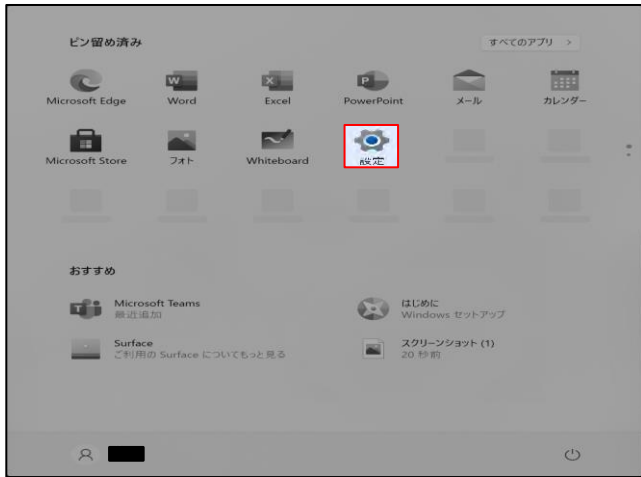 ピン留め済み
すべてのアプリ >
Microsoft Edge
Word
Excel
PowerPoint
メール
カレンダー
Microsoft Store
フォト
Whiteboard
設定
おすすめ
Microsoft Teams
最近追加
はじめに
Windows セットアップ
Surface
ご利用の Surface についてもっと見る
スクリーンショット (1)
20 秒前